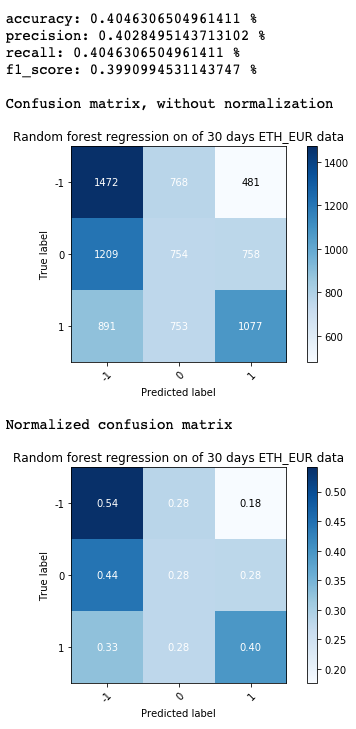 accuracy: 0.4046306504961411 %
precision: 0.4028495143713102 %
recall: 0.4046306504961411 %
f1_score: 0.3990994531143747 %
Confusion matrix, without normalization
Random forest regression on of 30 days ETH_EUR data
1400
-1 1472 768 481
1200
True label
0 1209 754 758
1000
800
1 891 753 1077
600
-1 0 1
Predicted label
Normalized confusion matrix
Random forest regression on of 30 days ETH_EUR data
0.50
-1 0.54 0.28 0.18
0.45
0.40
True label
0 0.44 0.28 0.28
0.35
0.30
1 0.33 0.28 0.40
0.25
0.20
-1 0 1
Predicted label